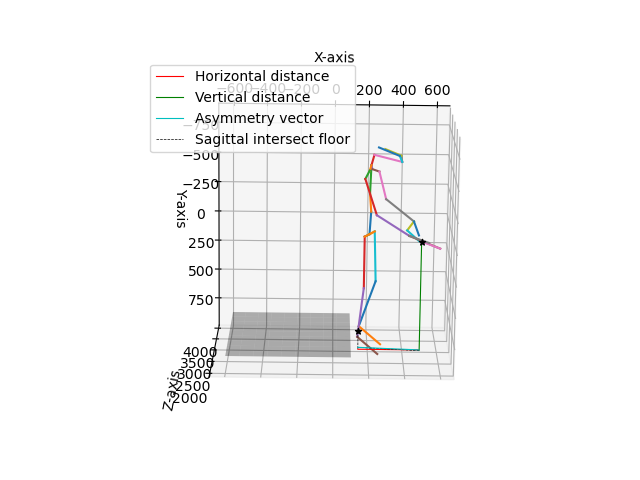 X-axis
Horizontal distance
−600 −400 −200 0 200 400 600
Vertical distance
Asymmetry vector
−750
Sagittal intersect floor
−500
−250
Y-axis
0
250
500
750
4000
3500
3000
2500
2000
Z-axis